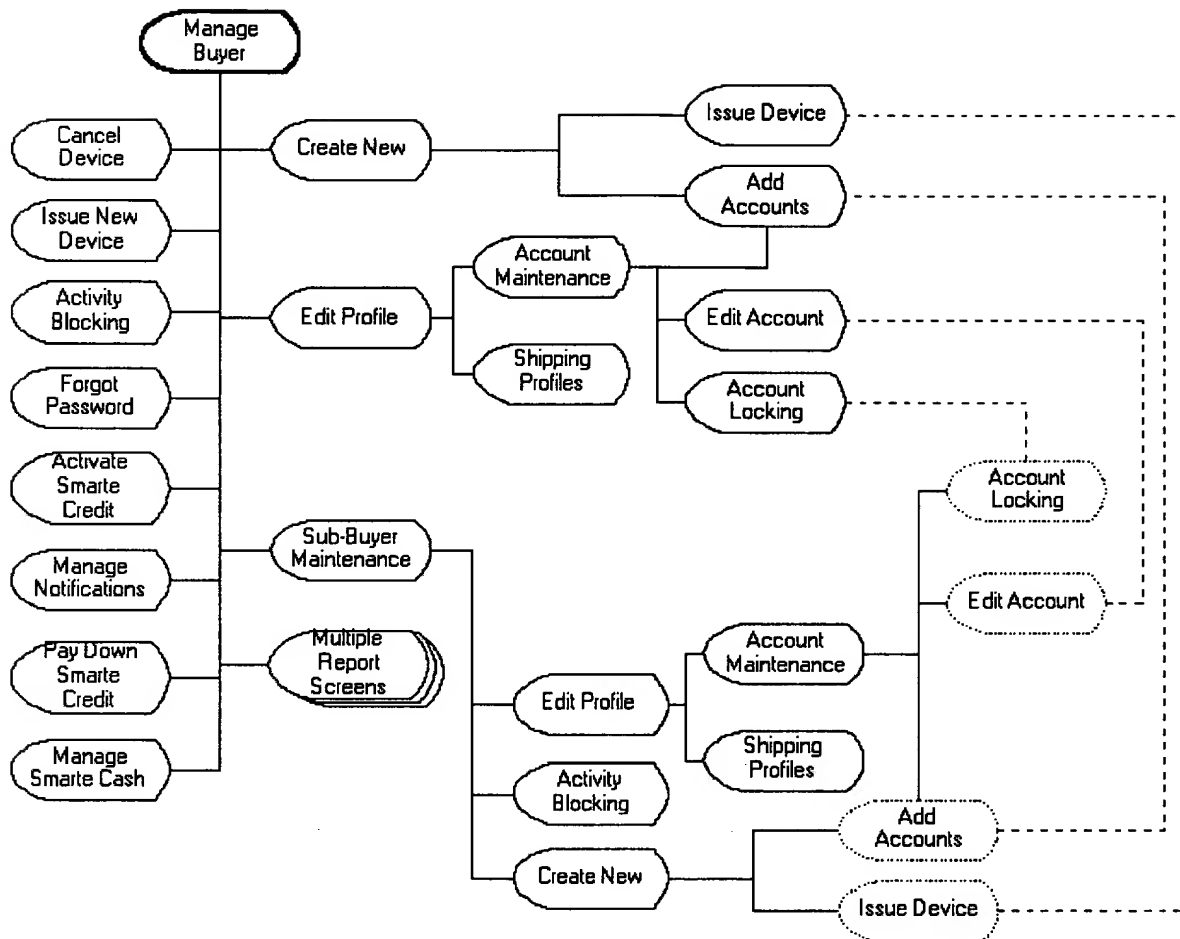 Manage
Buyer
Cancel
Device
Create New
Issue Device
Add
Accounts
Issue New
Device
Account
Maintenance
Activity
Blocking
Edit Profile
Edit Account
Shipping
Profiles
Forgot
Password
Account
Locking
Activate
Smarte
Credit
Account
Locking
Sub-Buyer
Maintenance
Manage
Notifications
Edit Account
Multiple
Report
Screens
Pay Down
Smarte
Credit
Account
Maintenance
Edit Profile
Manage
Smarte Cash
Shipping
Profiles
Activity
Blocking
Add
Accounts
Create New
Issue Device